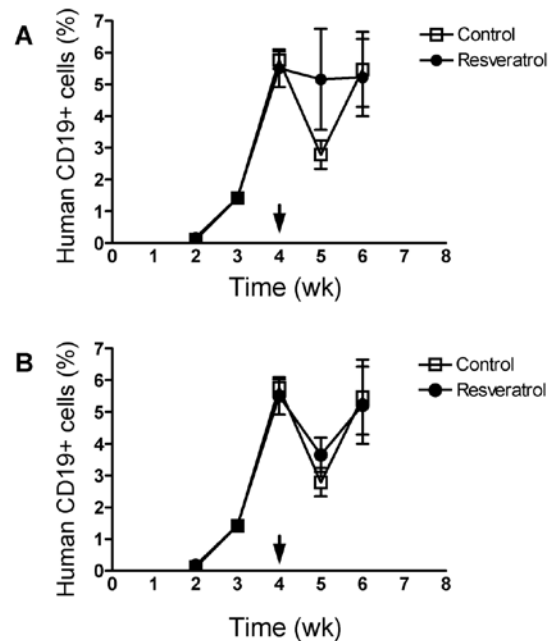 A
Human CD19+ cells (%)
7
6
5
4
3
2
1
0
0 1 2 3 4 5 6 7 8
Time (wk)
Control
Resveratrol
B
Human CD19+ cells (%)
7
6
5
4
3
2
1
0
0 1 2 3 4 5 6 7 8
Time (wk)
Control
Resveratrol